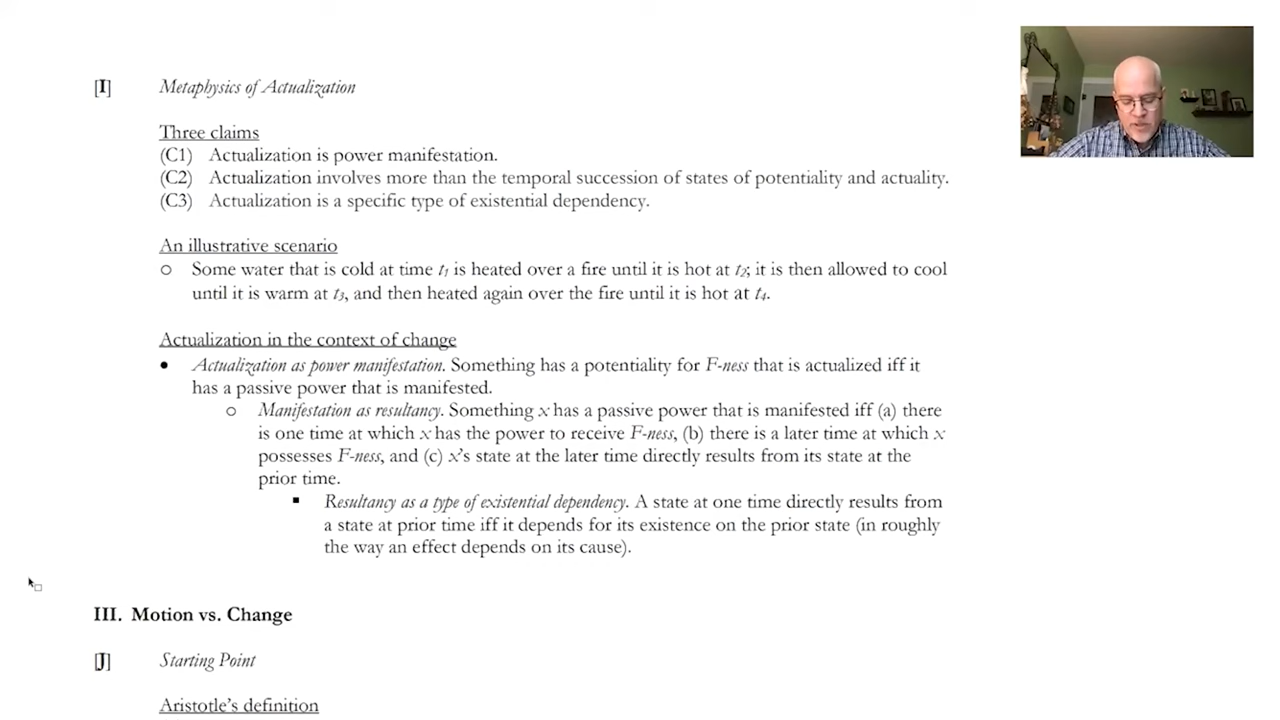 [I] Metaphysics of Actualization
Three claims
(C1) Actualization is power manifestation.
(C2) Actualization involves more than the temporal succession of states of potentiality and actuality.
(C3) Actualization is a specific type of existential dependency.
An illustrative scenario
o Some water that is cold at time t1 is heated over a fire until it is hot at t2; it is then allowed to cool
until it is warm at t3, and then heated again over the fire until it is hot at t4.
Actualization in the context of change
• Actualization as power manifestation. Something has a potentiality for F-ness that is actualized iff it
has a passive power that is manifested.
o Manifestation as resultancy. Something x has a passive power that is manifested iff (a) there
is one time at which x has the power to receive F-ness, (b) there is a later time at which x
possesses F-ness, and (c) x's state at the later time directly results from its state at the
prior time.
▪ Resultancy as a type of existential dependency. A state at one time directly results from
a state at prior time iff it depends for its existence on the prior state (in roughly
the way an effect depends on its cause).
III. Motion vs. Change
[J] Starting Point
Aristotle's definition